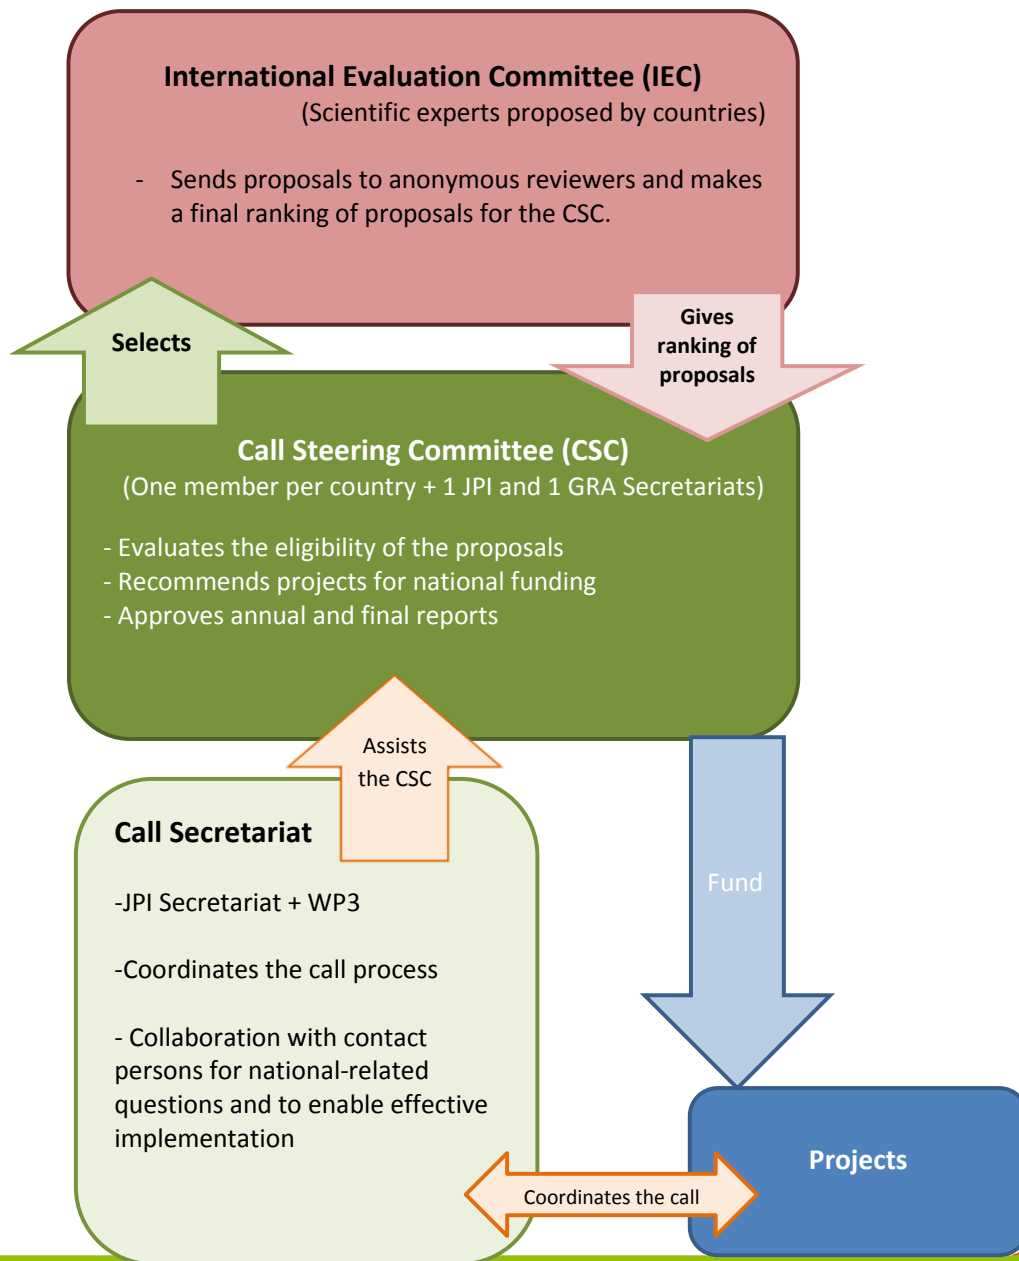 International Evaluation Committee (IEC)
(Scientific experts proposed by countries)
- Sends proposals to anonymous reviewers and makes
a final ranking of proposals for the CSC.
Selects
Gives
ranking of
proposals
Call Steering Committee (CSC)
(One member per country + 1 JPI and 1 GRA Secretariats)
- Evaluates the eligibility of the proposals
- Recommends projects for national funding
- Approves annual and final reports
Assists
the CSC
Fund
Call Secretariat
-JPI Secretariat + WP3
-Coordinates the call process
- Collaboration with contact
persons for national-related
questions and to enable effective
implementation
Projects
Coordinates the call